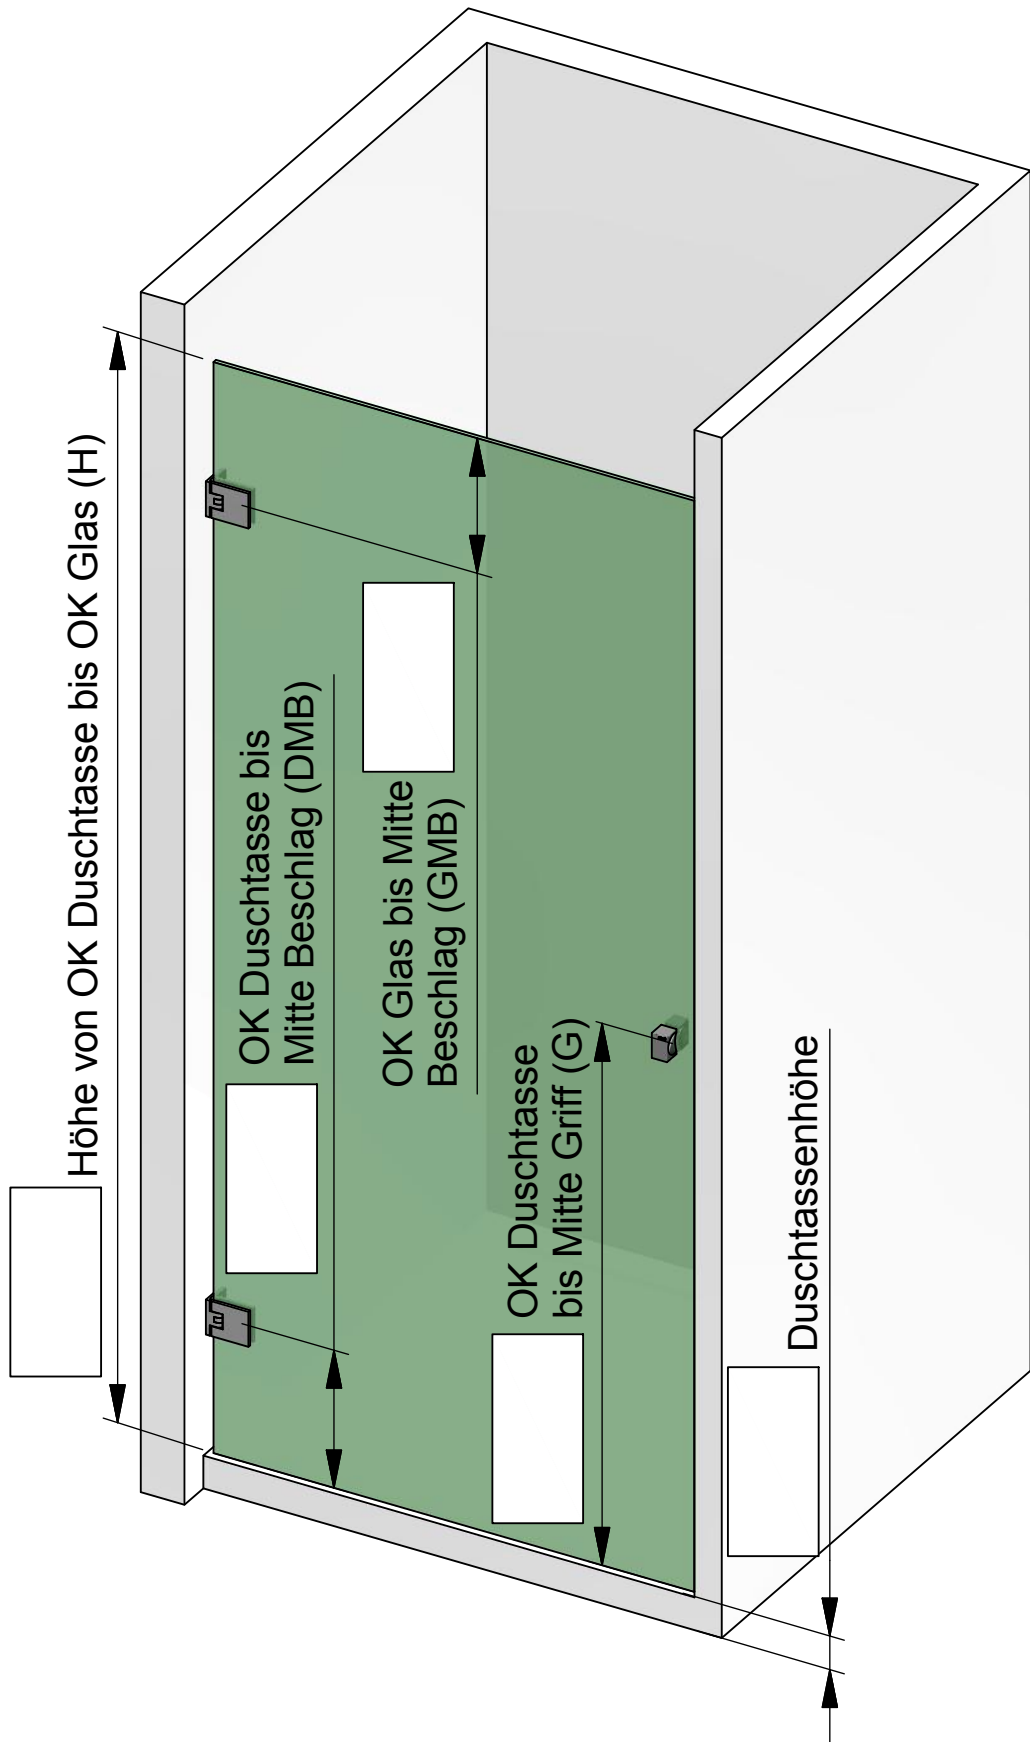 Höhe von OK Duschtasse bis OK Glas (H)
OK Duschtasse bis
Mitte Beschlag (DMB)
OK Glas bis Mitte
Beschlag (GMB)
OK Duschtasse
bis Mitte Griff (G)
Duschtassenhöhe